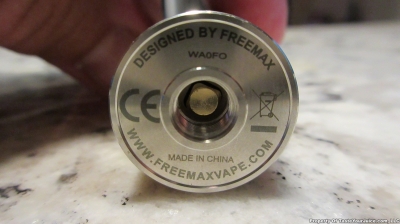 DESIGNED BY FREEMAX
WA0FO
CE
MADE IN CHINA
WWW.FREEMAXVAPE.COM